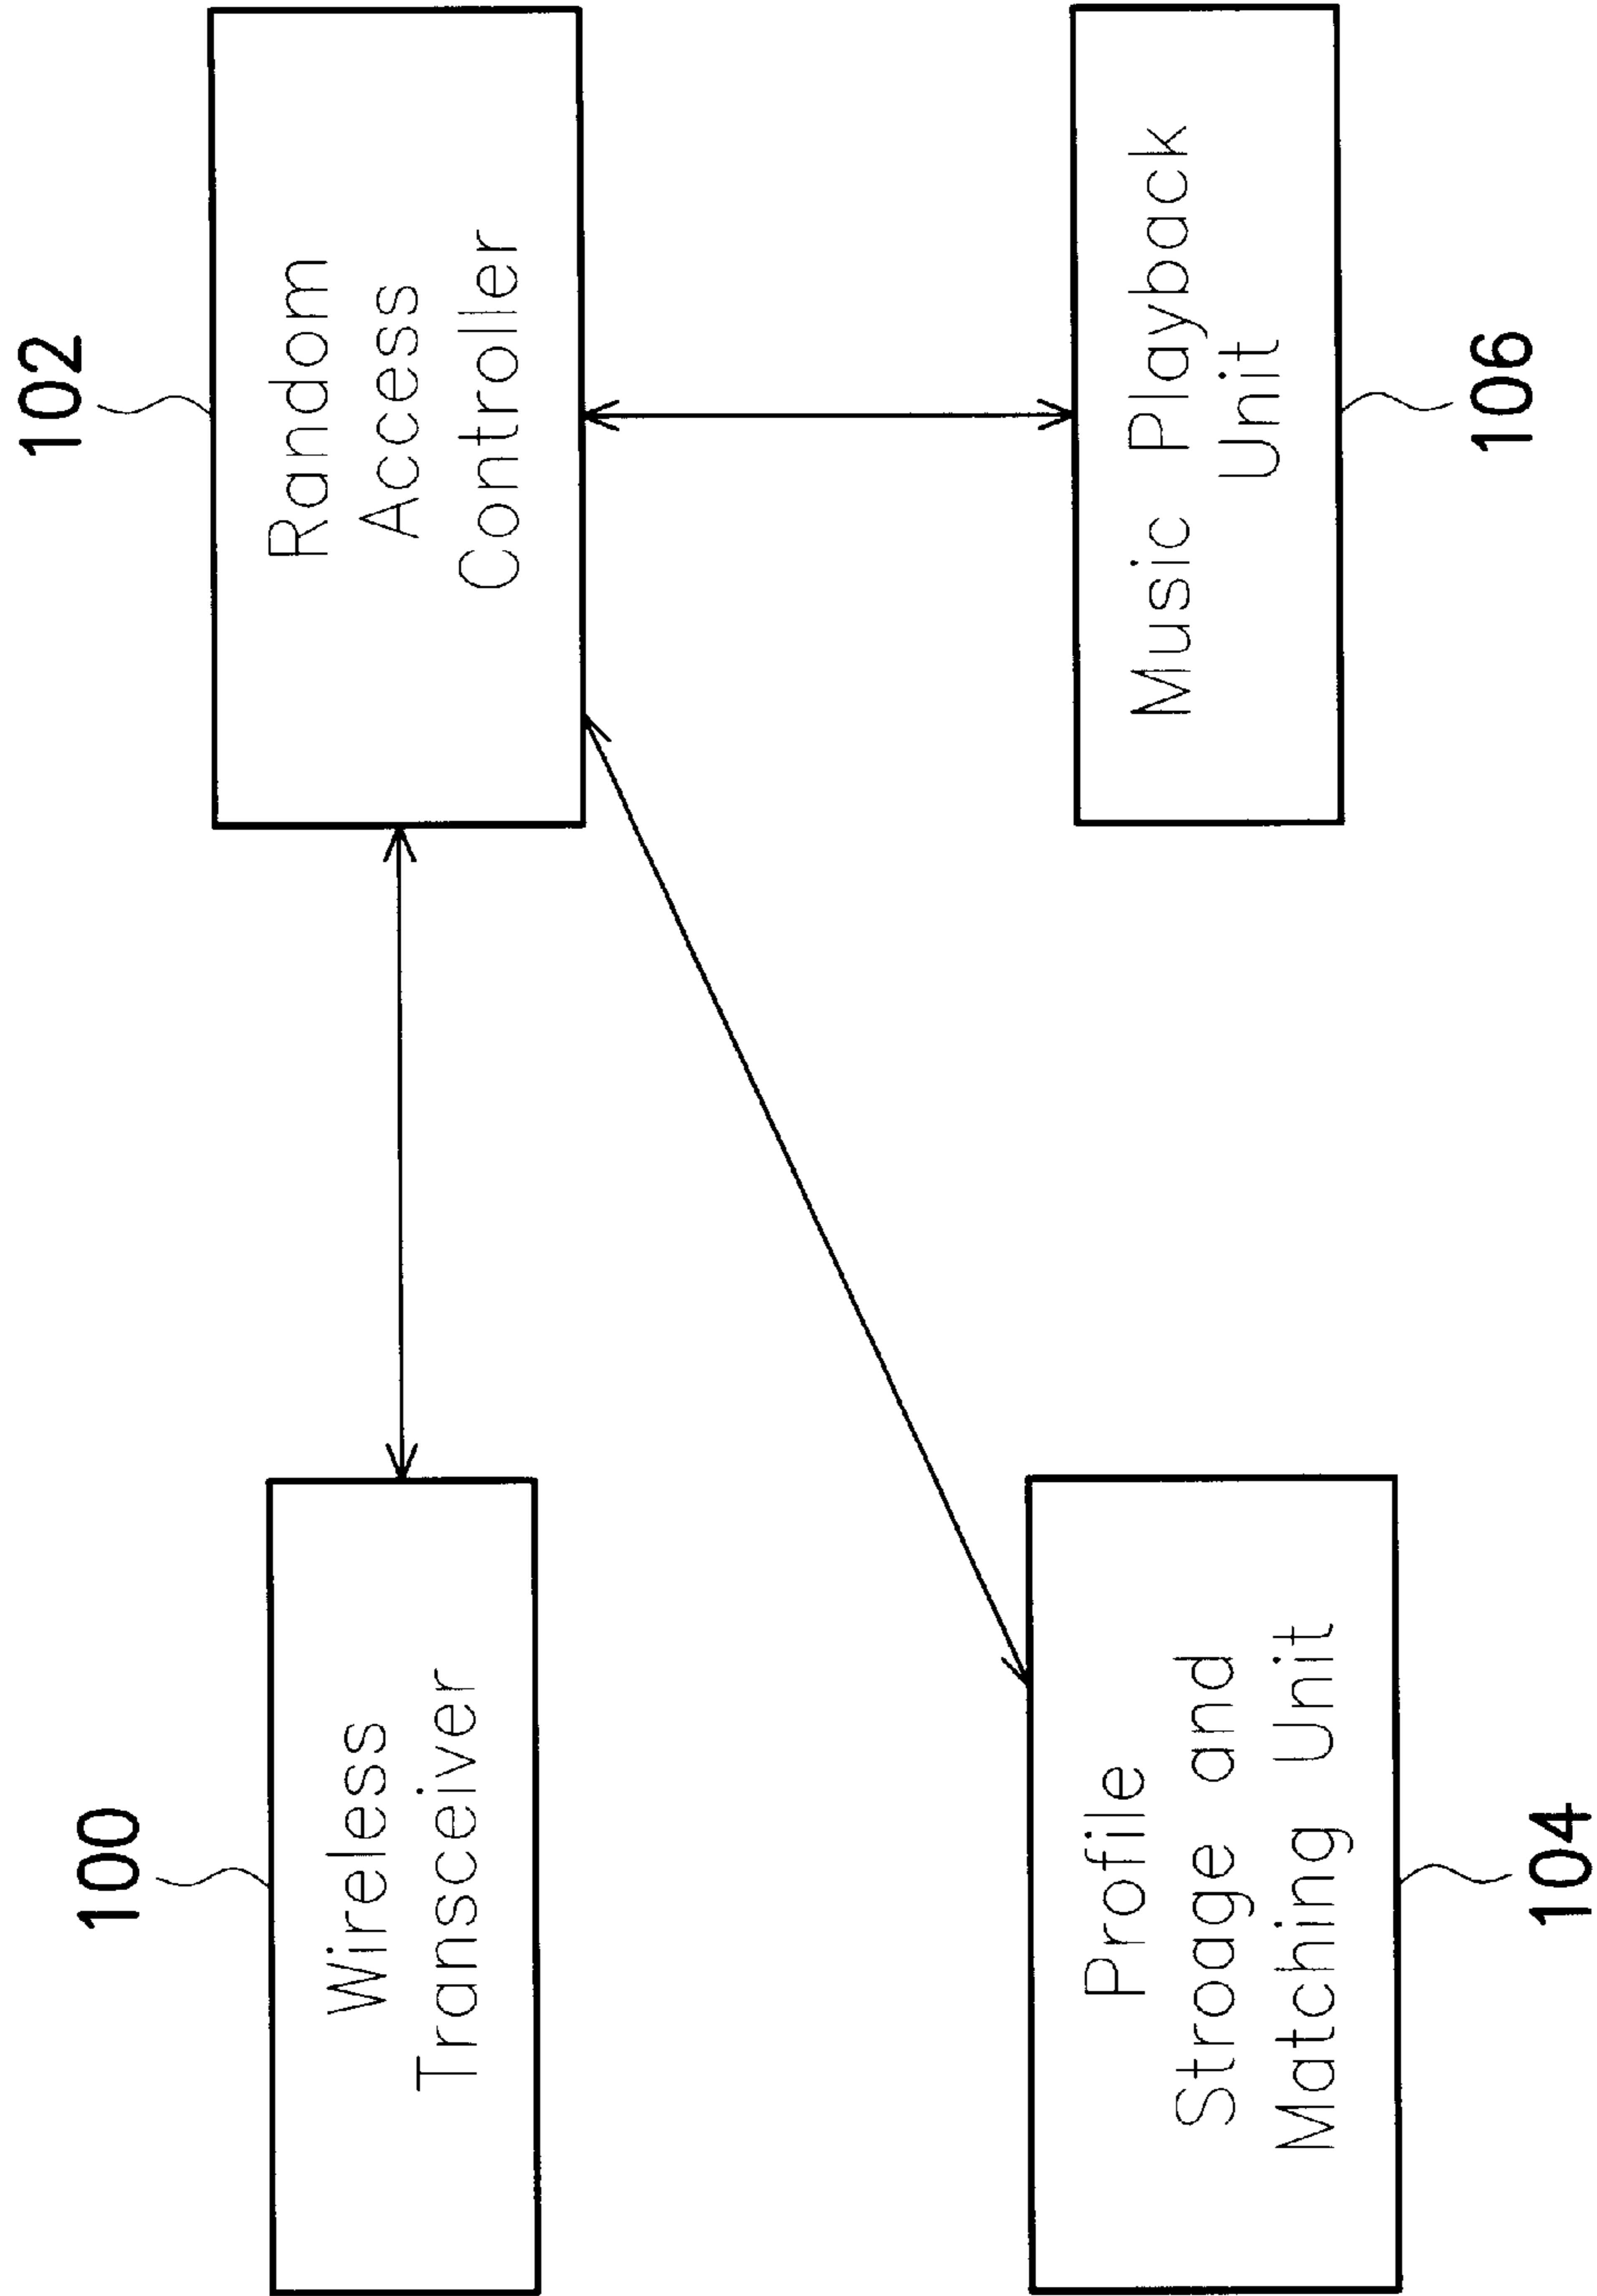 100
Wireless
Transceiver
102
Random
Access
Controller
Profile
Stroage and
Matching Unit
104
Music Playback
Unit
106